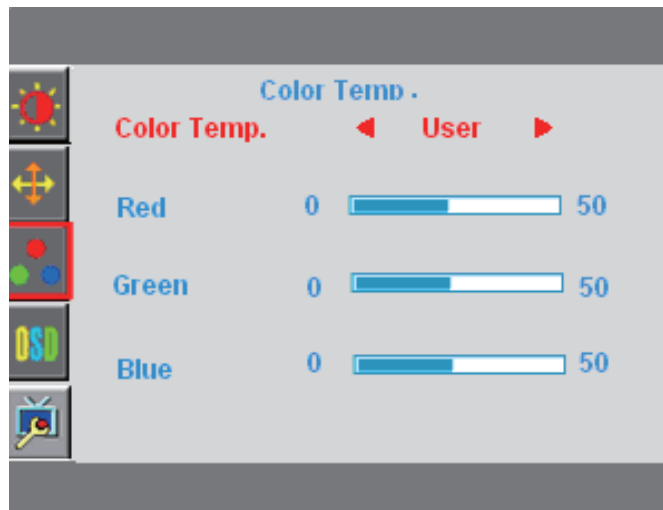 Color Temp.
Color Temp. ◀ User ▶
Red 0 50
Green 0 50
OSD
Blue 0 50